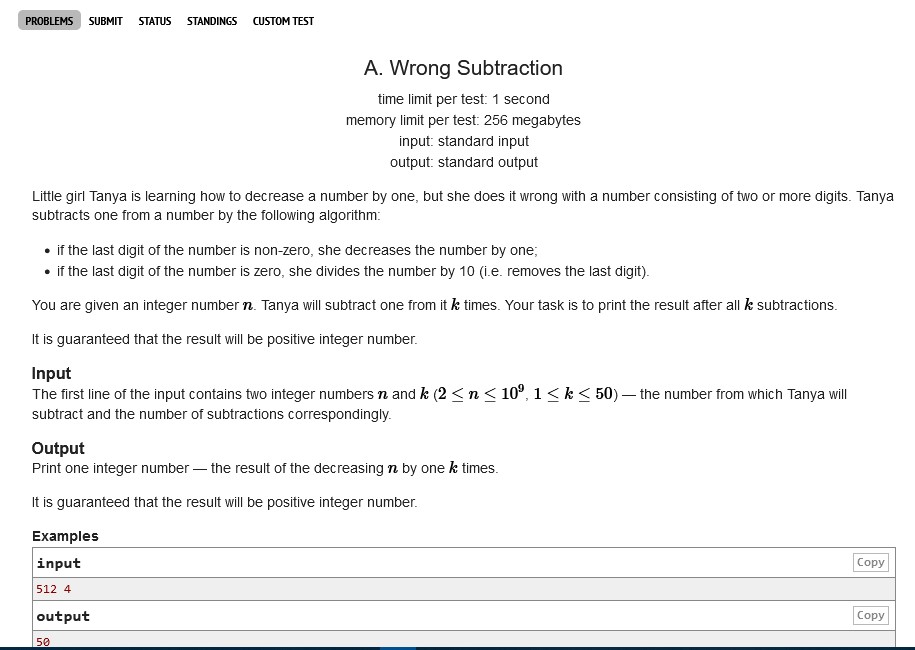 PROBLEMS SUBMIT STATUS STANDINGS CUSTOM TEST
A. Wrong Subtraction
time limit per test: 1 second
memory limit per test: 256 megabytes
input: standard input
output: standard output
Little girl Tanya is learning how to decrease a number by one, but she does it wrong with a number consisting of two or more digits. Tanya
subtracts one from a number by the following algorithm:
• if the last digit of the number is non-zero, she decreases the number by one;
• if the last digit of the number is zero, she divides the number by 10 (i.e. removes the last digit).
You are given an integer number n. Tanya will subtract one from it k times. Your task is to print the result after all k subtractions.
It is guaranteed that the result will be positive integer number.
Input
The first line of the input contains two integer numbers n and k (2 ≤ n ≤ 10⁹, 1 ≤ k ≤ 50) — the number from which Tanya will
subtract and the number of subtractions correspondingly.
Output
Print one integer number — the result of the decreasing n by one k times.
It is guaranteed that the result will be positive integer number.
Examples
input Copy
512 4
output Copy
50